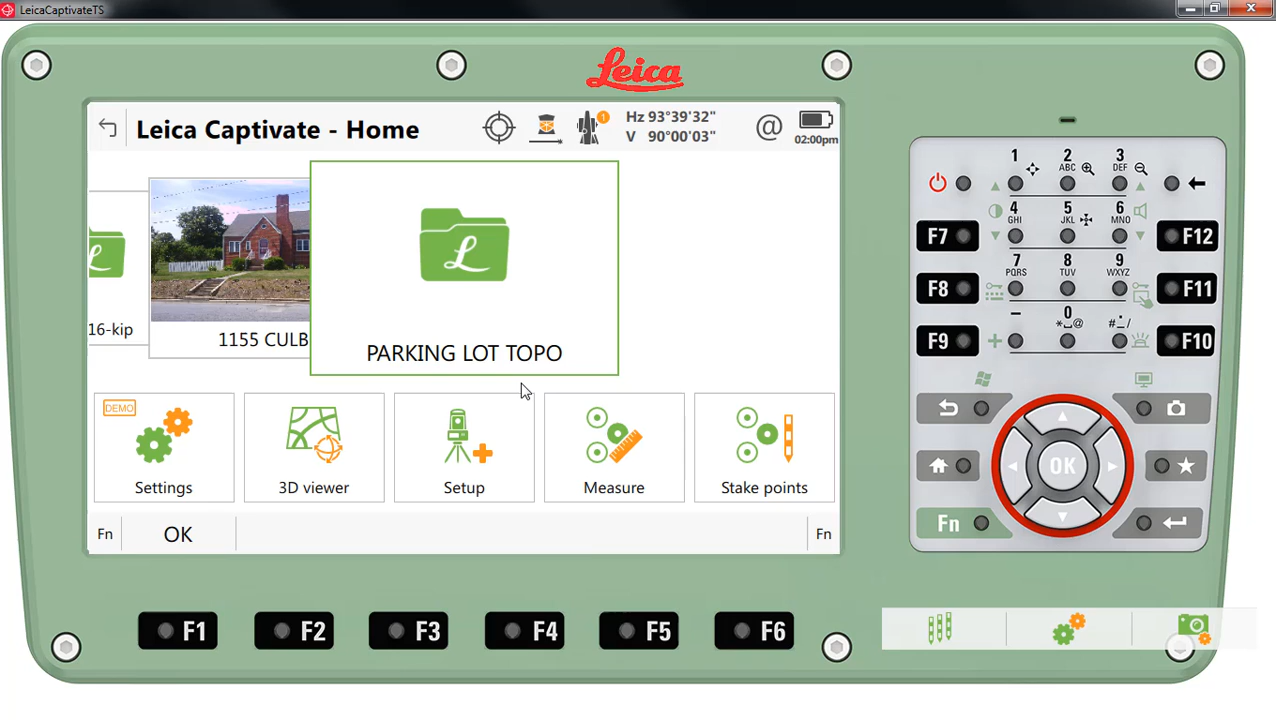 LeicaCaptivateTS
Leica
Leica Captivate - Home
1
Hz 93°39'32"
V 90°00'03"
@
02:00pm
L
16-kip
1155 CULB
L
PARKING LOT TOPO
DEMO
Settings
3D viewer
Setup
Measure
Stake points
Fn
OK
Fn
F1
F2
F3
F4
F5
F6
1
2
ABC
3
DEF
F7
4
GHI
5
JKL
6
MNO
F12
F8
7
PQRS
8
TUV
9
WXYZ
F11
F9
-
0
*_@
#·/
F10
OK
Fn